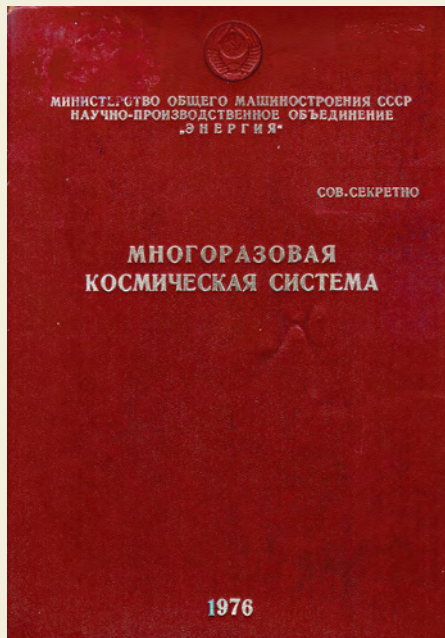 МИНИСТЕРСТВО ОБЩЕГО МАШИНОСТРОЕНИЯ СССР
НАУЧНО-ПРОИЗВОДСТВЕННОЕ ОБЪЕДИНЕНИЕ
„ЭНЕРГИЯ“
СОВ.СЕКРЕТНО
МНОГОРАЗОВАЯ
КОСМИЧЕСКАЯ СИСТЕМА
1976